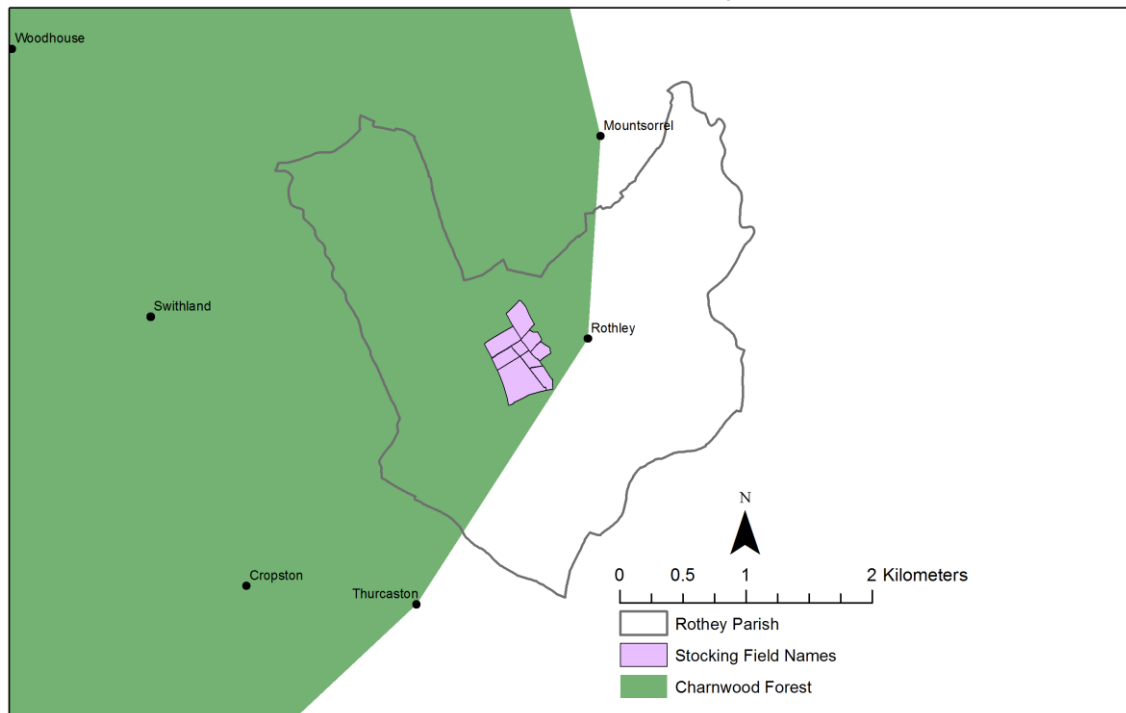 Woodhouse
Mountsorrel
Swithland
Rothley
Cropston
Thurcaston
N
0 0.5 1 2 Kilometers
Rothey Parish
Stocking Field Names
Charnwood Forest